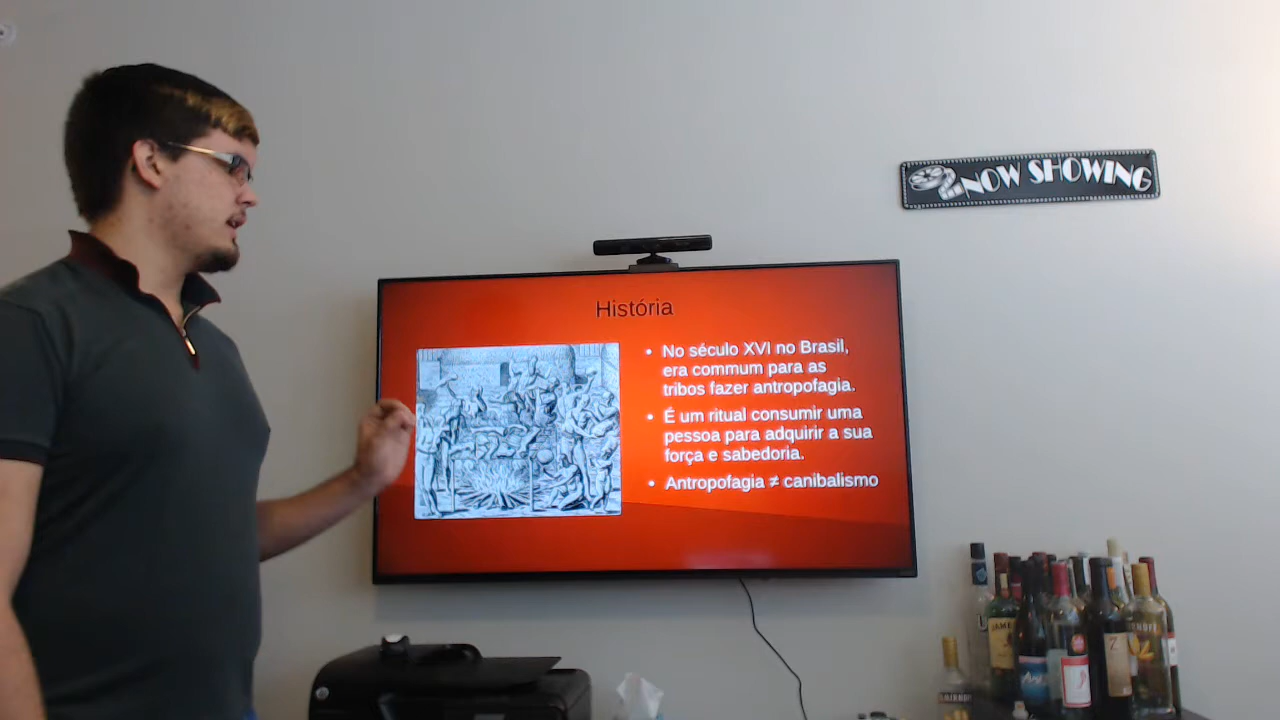 NOW SHOWING
História
• No século XVI no Brasil,
era commum para as
tribos fazer antropofagia.
• É um ritual consumir uma
pessoa para adquirir a sua
força e sabedoria.
• Antropofagia ≠ canibalismo